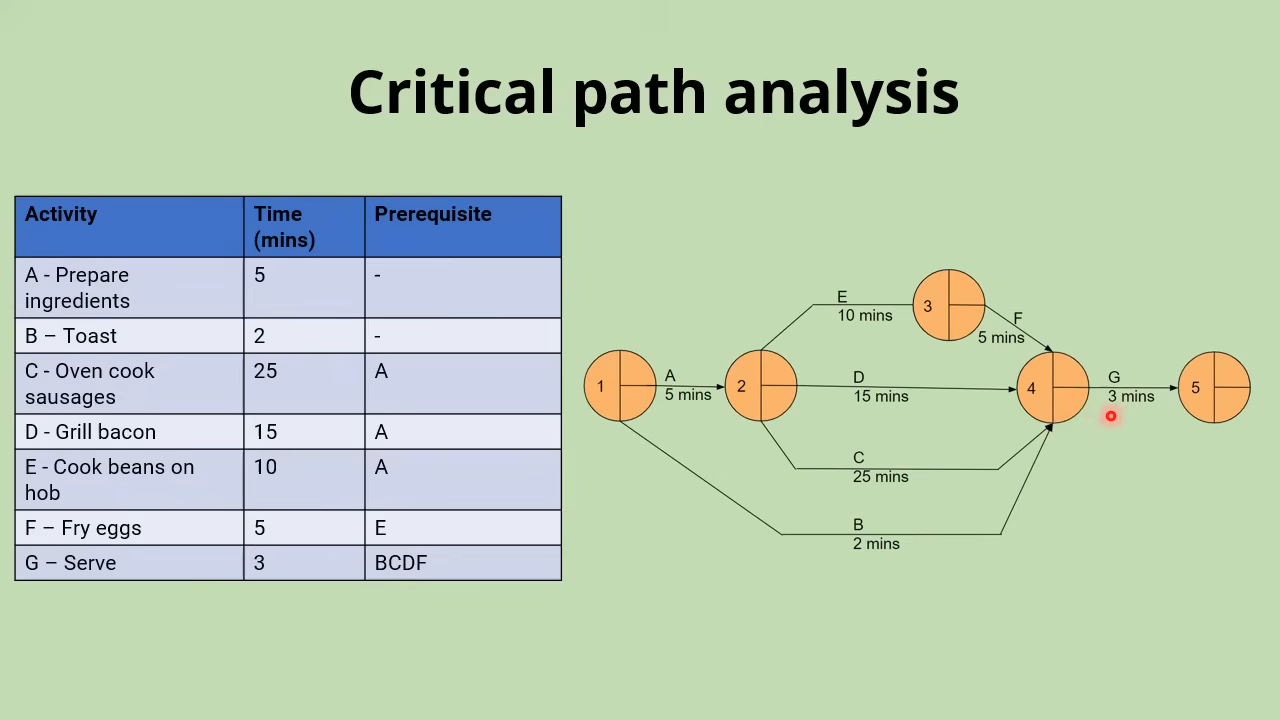 Critical path analysis
Activity
Time
(mins)
Prerequisite
A - Prepare
ingredients
5
-
B – Toast
2
-
C - Oven cook
sausages
25
A
D - Grill bacon
15
A
E - Cook beans on
hob
10
A
F – Fry eggs
5
E
G – Serve
3
BCDF
1
A
5 mins
2
E
10 mins
3
F
5 mins
D
15 mins
4
G
3 mins
5
C
25 mins
B
2 mins